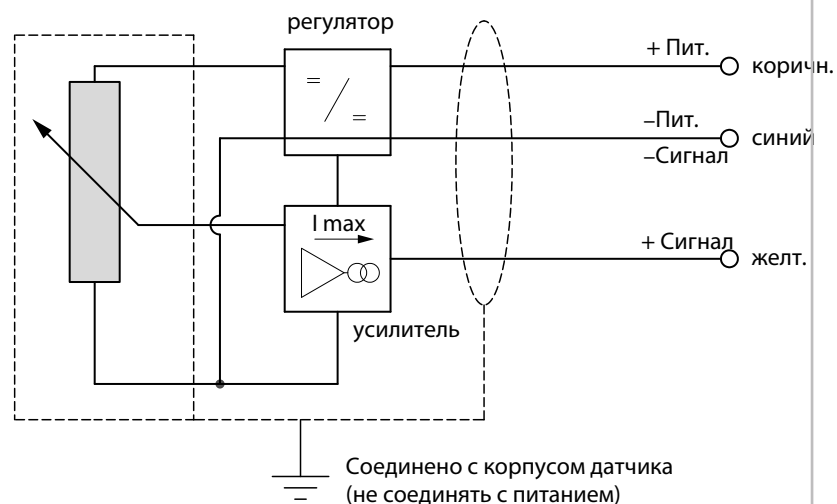 регулятор
+ Пит.
коричн.
–Пит.
синий
–Сигнал
I max
+ Сигнал
желт.
усилитель
Соединено с корпусом датчика
(не соединять с питанием)